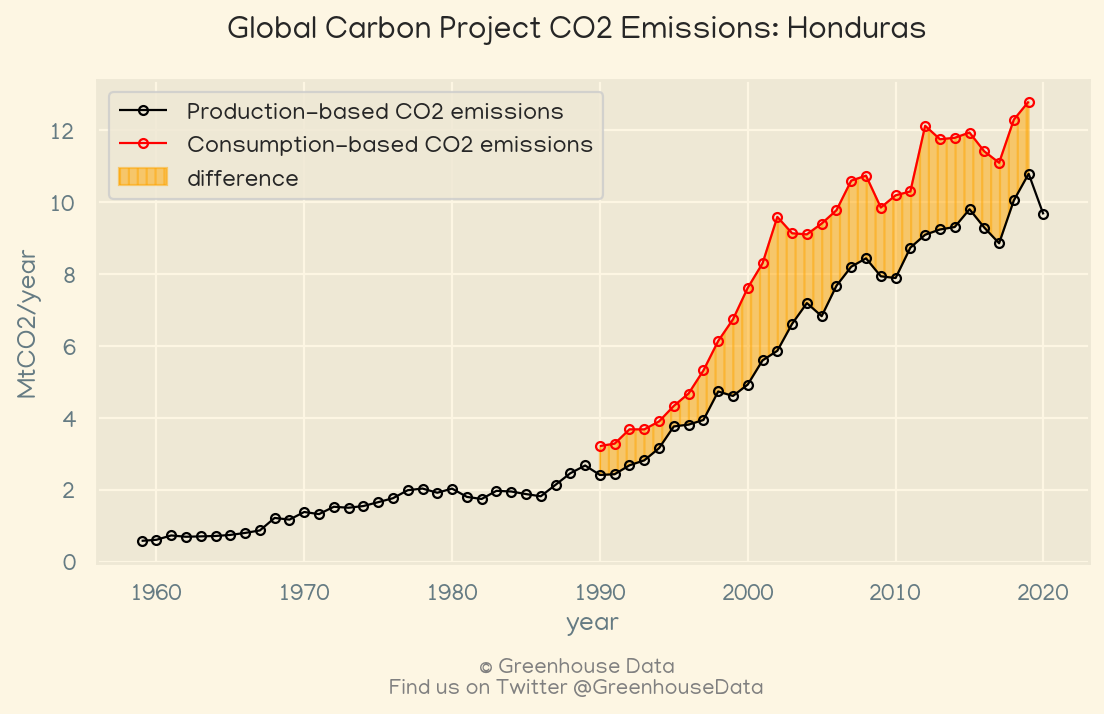 Global Carbon Project CO2 Emissions: Honduras
Production-based CO2 emissions
Consumption-based CO2 emissions
difference
MtCO2/year
12
10
8
6
4
2
0
1960 1970 1980 1990 2000 2010 2020
year
© Greenhouse Data
Find us on Twitter @GreenhouseData